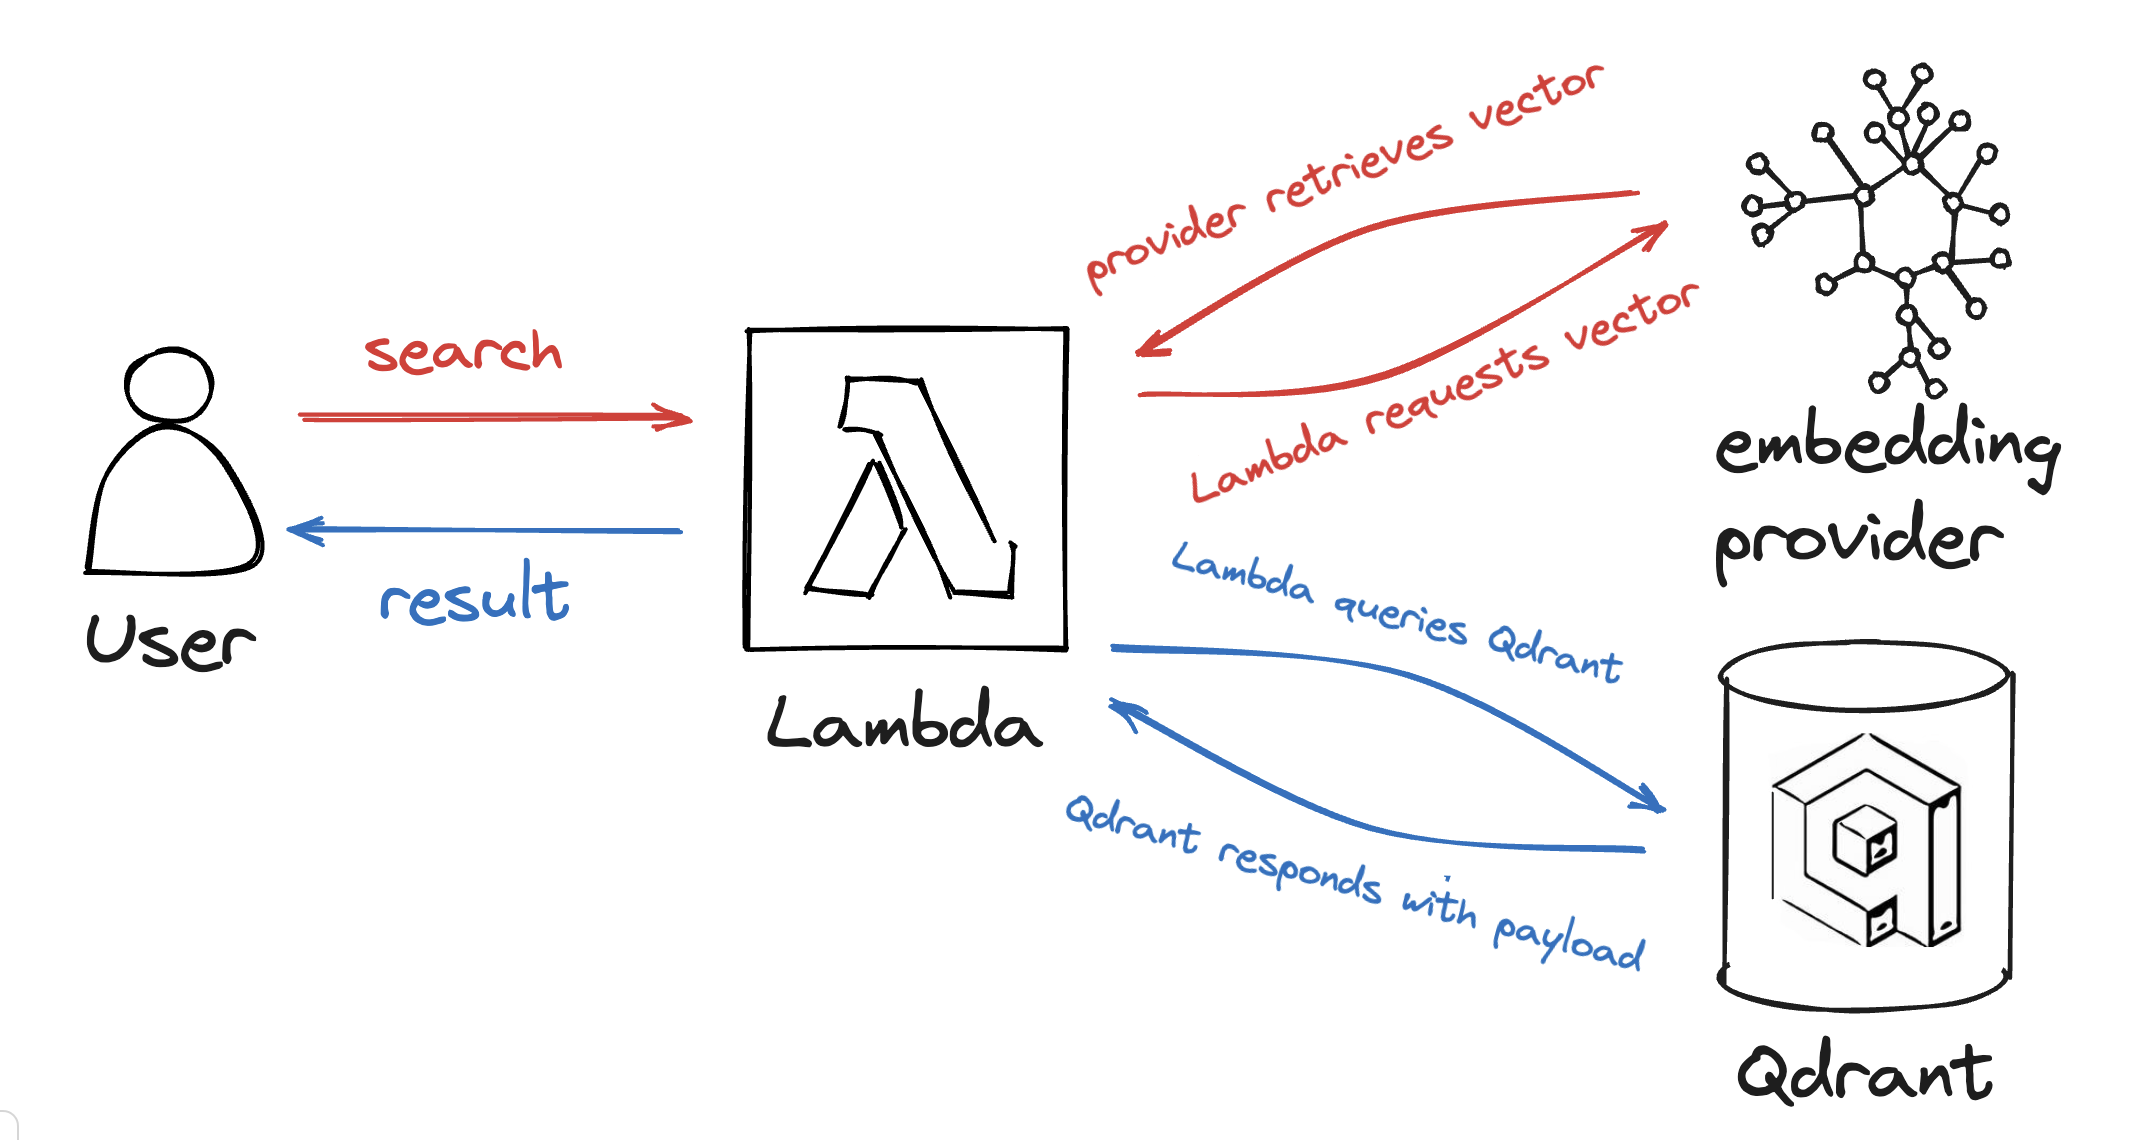 search
result
User
Lambda
provider retrieves vector
Lambda requests vector
embedding
provider
Lambda queries Qdrant
Qdrant responds with payload
Qdrant